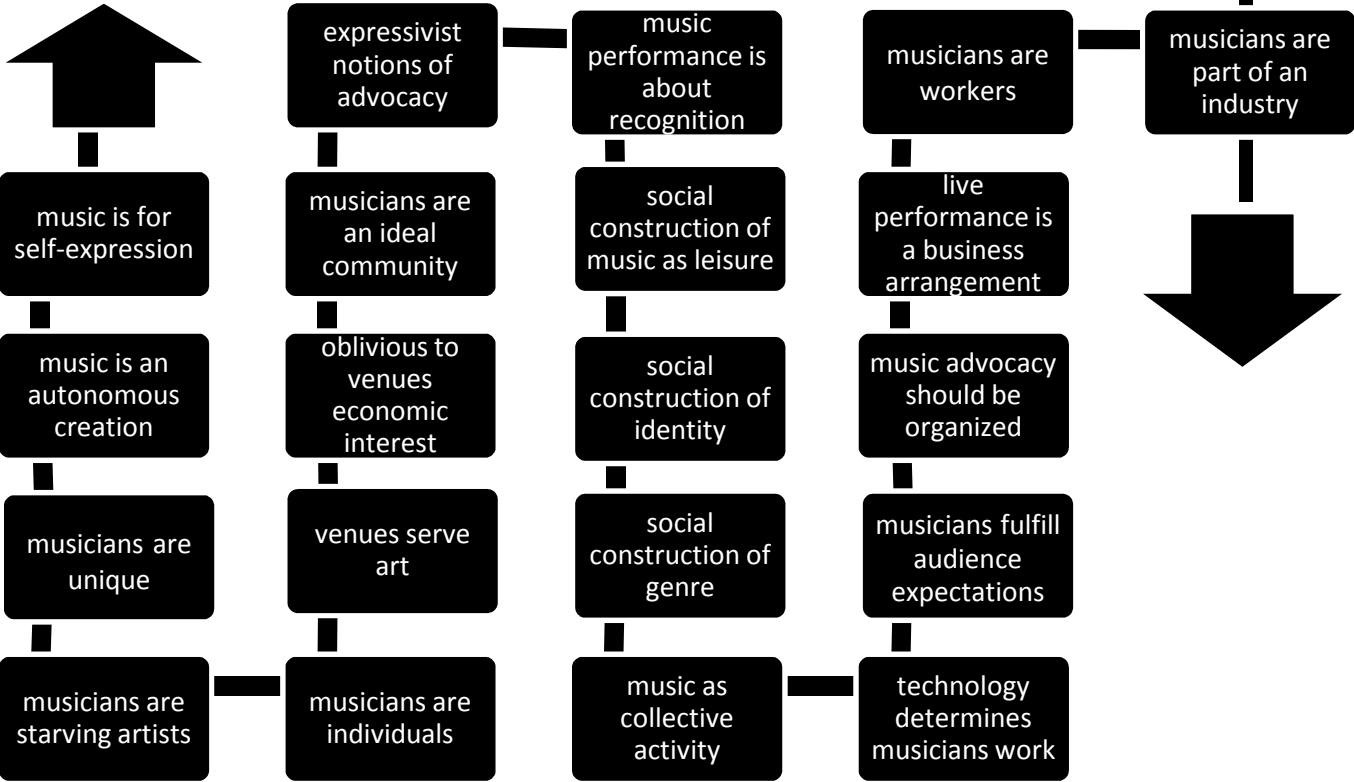 music is for
self-expression
music is an
autonomous
creation
musicians are
unique
musicians are
starving artists
expressivist
notions of
advocacy
musicians are
an ideal
community
oblivious to
venues
economic
interest
venues serve
art
musicians are
individuals
music
performance is
about
recognition
social
construction of
music as leisure
social
construction of
identity
social
construction of
genre
music as
collective
activity
musicians are
workers
live
performance is
a business
arrangement
music advocacy
should be
organized
musicians fulfill
audience
expectations
technology
determines
musicians work
musicians are
part of an
industry